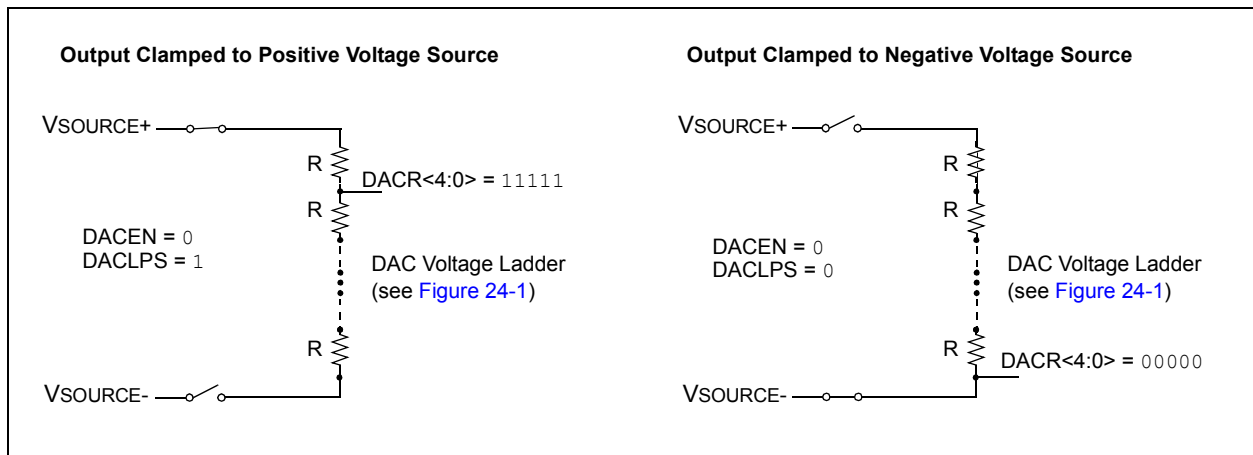 Output Clamped to Positive Voltage Source
VSOURCE+
R
DACR<4:0> = 11111
R
DACEN = 0
DACLPS = 1
DAC Voltage Ladder
(see Figure 24-1)
R
VSOURCE-
Output Clamped to Negative Voltage Source
VSOURCE+
R
R
DACEN = 0
DACLPS = 0
DAC Voltage Ladder
(see Figure 24-1)
R
DACR<4:0> = 00000
VSOURCE-